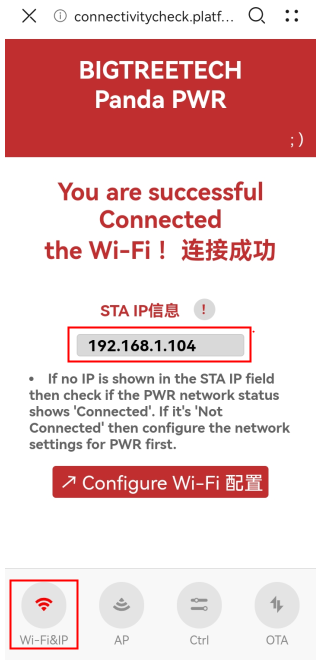 connectivitycheck.platf...
BIGTREETECH
Panda PWR
;)
You are successful
Connected
the Wi-Fi！ 连接成功
STA IP信息 !
192.168.1.104
• If no IP is shown in the STA IP field
then check if the PWR network status
shows 'Connected'. If it's 'Not
Connected' then configure the network
settings for PWR first.
↗ Configure Wi-Fi 配置
Wi-Fi&IP AP Ctrl OTA